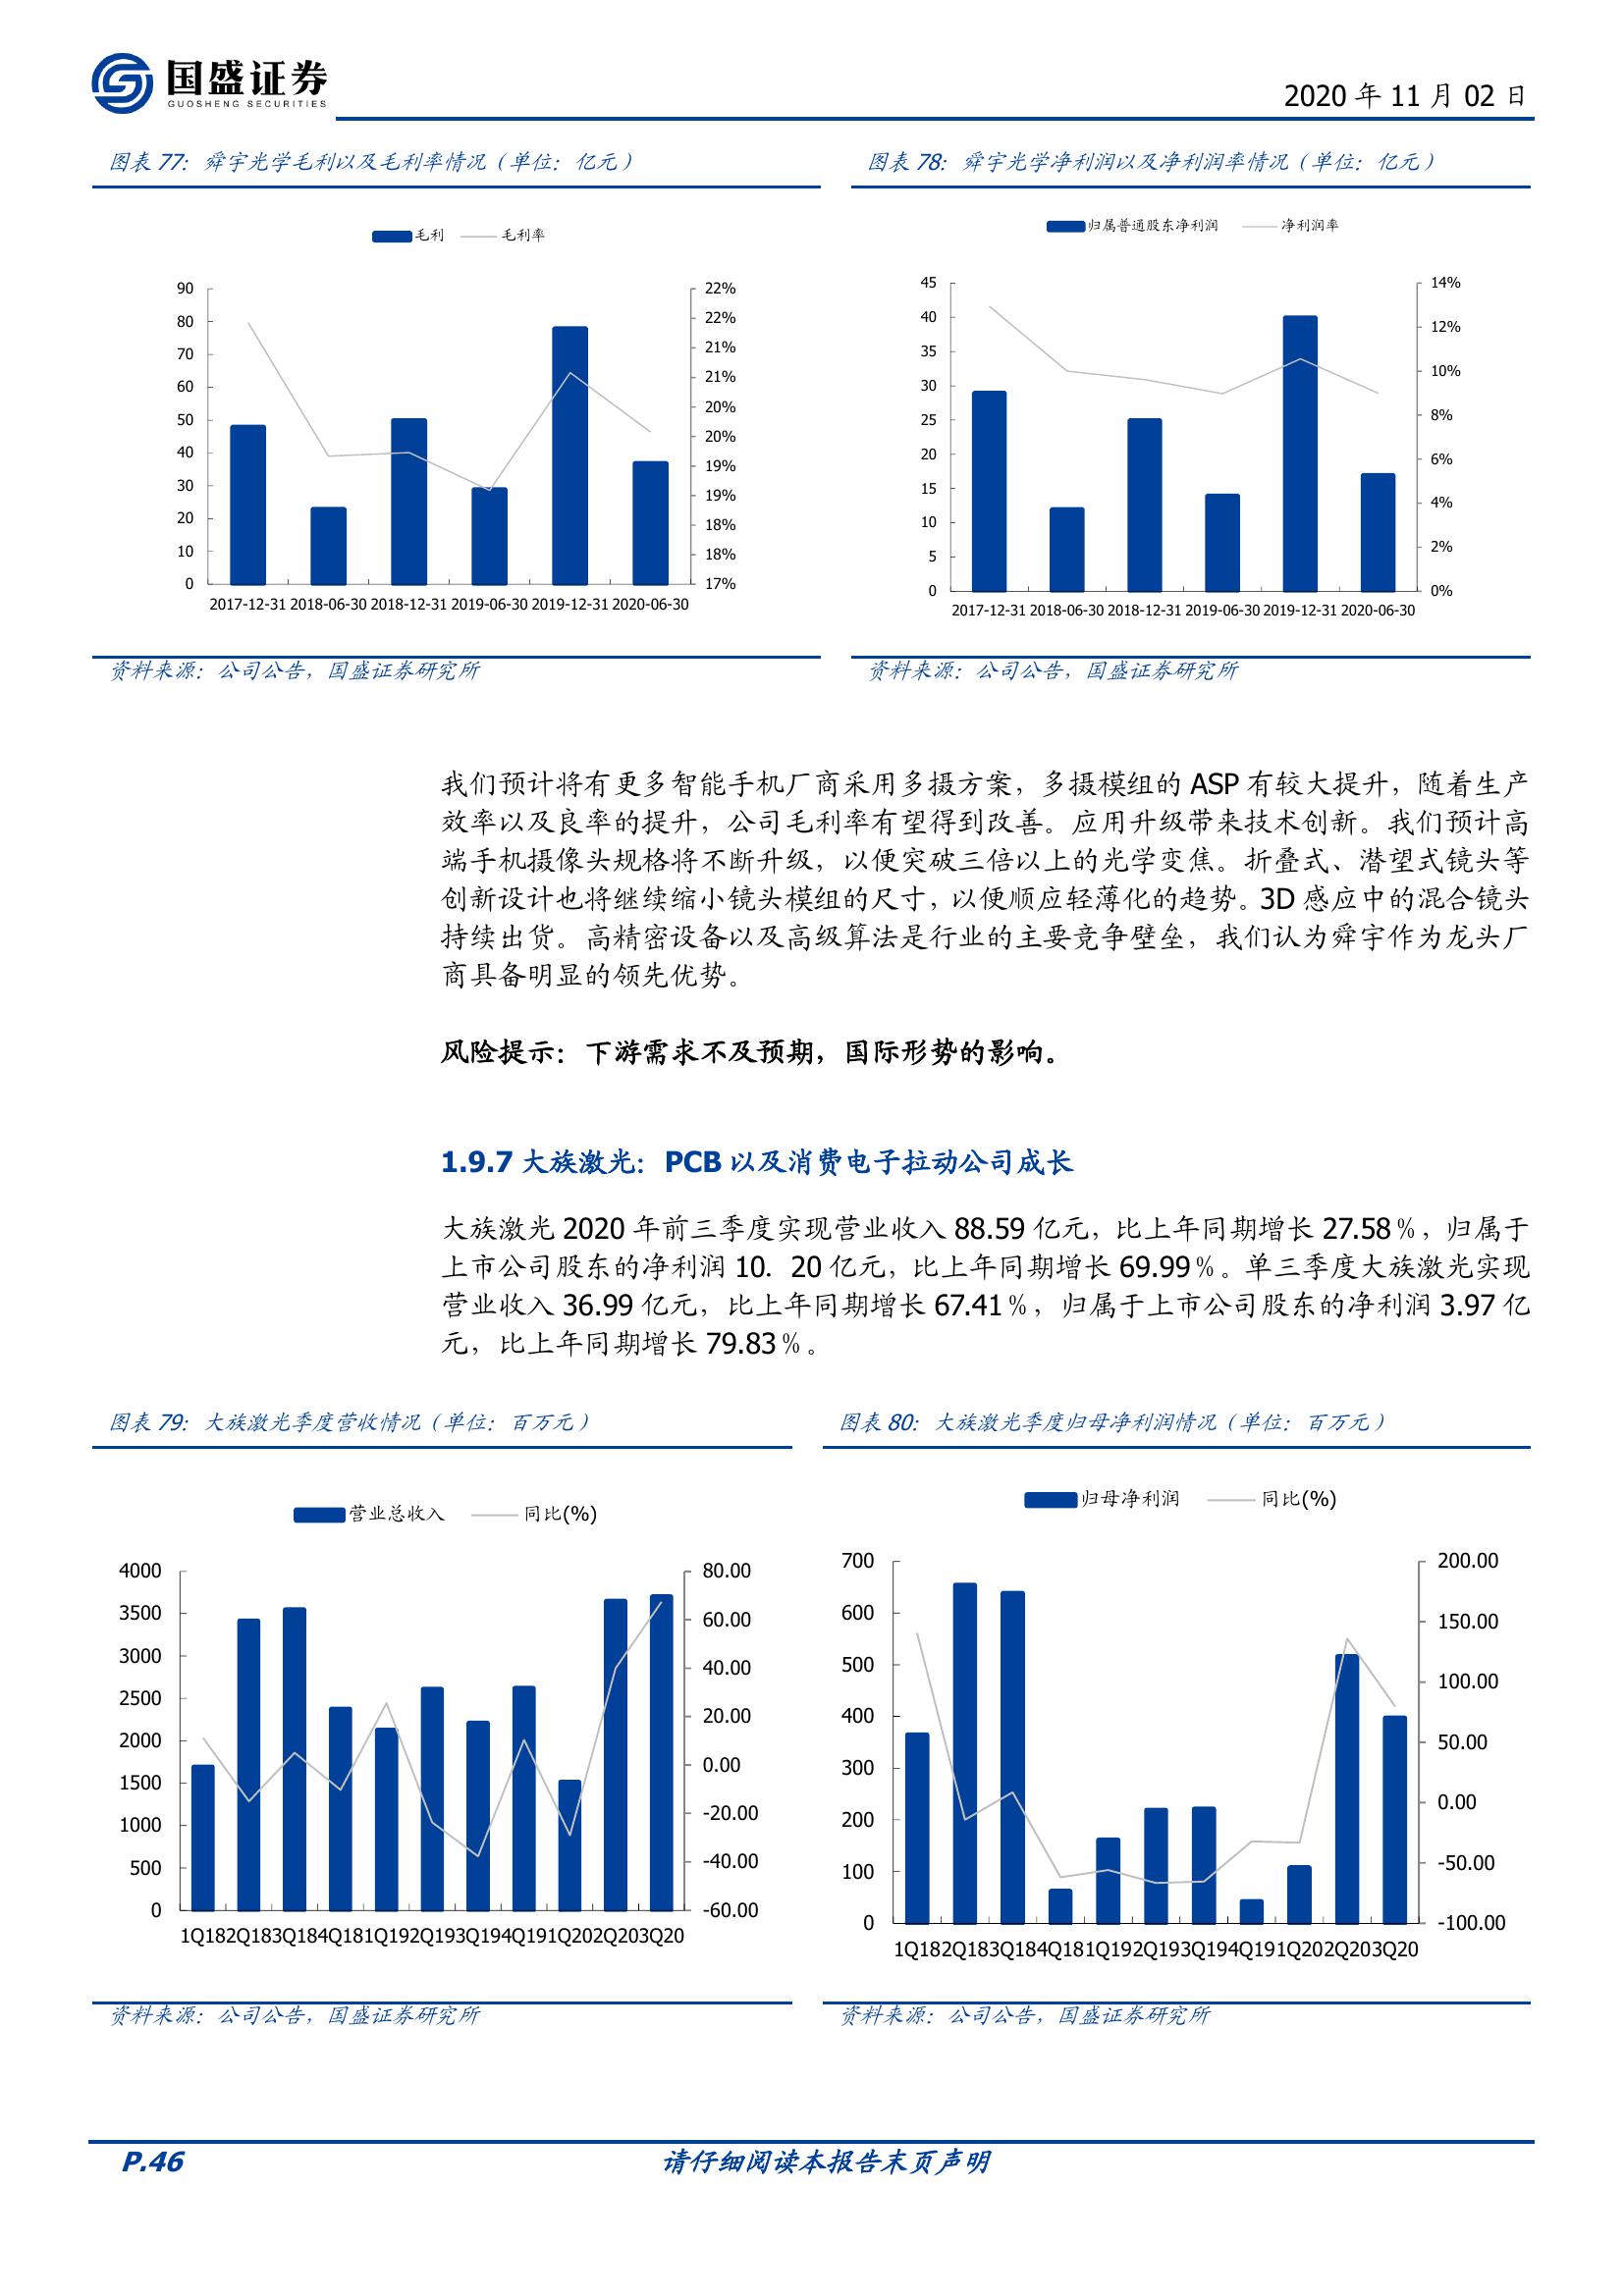 国盛证券
GUOSHENG SECURITIES
2020 年 11 月 02 日
图表 77：舜宇光学毛利以及毛利率情况（单位：亿元）
毛利 毛利率
90
80
70
60
50
40
30
20
10
0
22%
22%
21%
21%
20%
20%
19%
19%
18%
18%
17%
2017-12-31 2018-06-30 2018-12-31 2019-06-30 2019-12-31 2020-06-30
资料来源：公司公告，国盛证券研究所
图表 78：舜宇光学净利润以及净利润率情况（单位：亿元）
归属普通股东净利润 净利润率
45
40
35
30
25
20
15
10
5
0
14%
12%
10%
8%
6%
4%
2%
0%
2017-12-31 2018-06-30 2018-12-31 2019-06-30 2019-12-31 2020-06-30
资料来源：公司公告，国盛证券研究所
我们预计将有更多智能手机厂商采用多摄方案，多摄模组的 ASP 有较大提升，随着生产
效率以及良率的提升，公司毛利率有望得到改善。应用升级带来技术创新。我们预计高
端手机摄像头规格将不断升级，以便突破三倍以上的光学变焦。折叠式、潜望式镜头等
创新设计也将继续缩小镜头模组的尺寸，以便顺应轻薄化的趋势。3D 感应中的混合镜头
持续出货。高精密设备以及高级算法是行业的主要竞争壁垒，我们认为舜宇作为龙头厂
商具备明显的领先优势。
风险提示：下游需求不及预期，国际形势的影响。
1.9.7 大族激光：PCB 以及消费电子拉动公司成长
大族激光 2020 年前三季度实现营业收入 88.59 亿元，比上年同期增长 27.58％，归属于
上市公司股东的净利润 10．20 亿元，比上年同期增长 69.99％。单三季度大族激光实现
营业收入 36.99 亿元，比上年同期增长 67.41％，归属于上市公司股东的净利润 3.97 亿
元，比上年同期增长 79.83％。
图表 79：大族激光季度营收情况（单位：百万元）
营业总收入 同比(%)
4000
3500
3000
2500
2000
1500
1000
500
0
80.00
60.00
40.00
20.00
0.00
-20.00
-40.00
-60.00
1Q182Q183Q184Q181Q192Q193Q194Q191Q202Q203Q20
资料来源：公司公告，国盛证券研究所
图表 80：大族激光季度归母净利润情况（单位：百万元）
归母净利润 同比(%)
700
600
500
400
300
200
100
0
200.00
150.00
100.00
50.00
0.00
-50.00
-100.00
1Q182Q183Q184Q181Q192Q193Q194Q191Q202Q203Q20
资料来源：公司公告，国盛证券研究所
P.46
请仔细阅读本报告末页声明